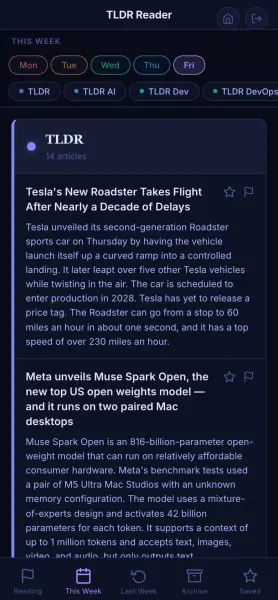 TLDR Reader
THIS WEEK
Mon Tue Wed Thu Fri
TLDR TLDR AI TLDR Dev TLDR DevOps
TLDR
14 articles
Tesla's New Roadster Takes Flight
After Nearly a Decade of Delays
Tesla unveiled its second-generation Roadster
sports car on Thursday by having the vehicle
launch itself up a curved ramp into a controlled
landing. It later leapt over five other Tesla vehicles
while twisting in the air. The car is scheduled to
enter production in 2028. Tesla has yet to release a
price tag. The Roadster can go from a stop to 60
miles an hour in about one second, and it has a top
speed of over 230 miles an hour.
Meta unveils Muse Spark Open, the
new top US open weights model —
and it runs on two paired Mac
desktops
Muse Spark Open is an 816-billion-parameter open-
weight model that can run on relatively affordable
consumer hardware. Meta's benchmark tests used
a pair of M5 Ultra Mac Studios with an unknown
memory configuration. The model uses a mixture-
of-experts design and activates 42 billion
parameters for each token. It supports a context of
up to 1 million tokens and accepts text, images,
video, and audio, but only outputs text.
Reading This Week Last Week Archive Saved